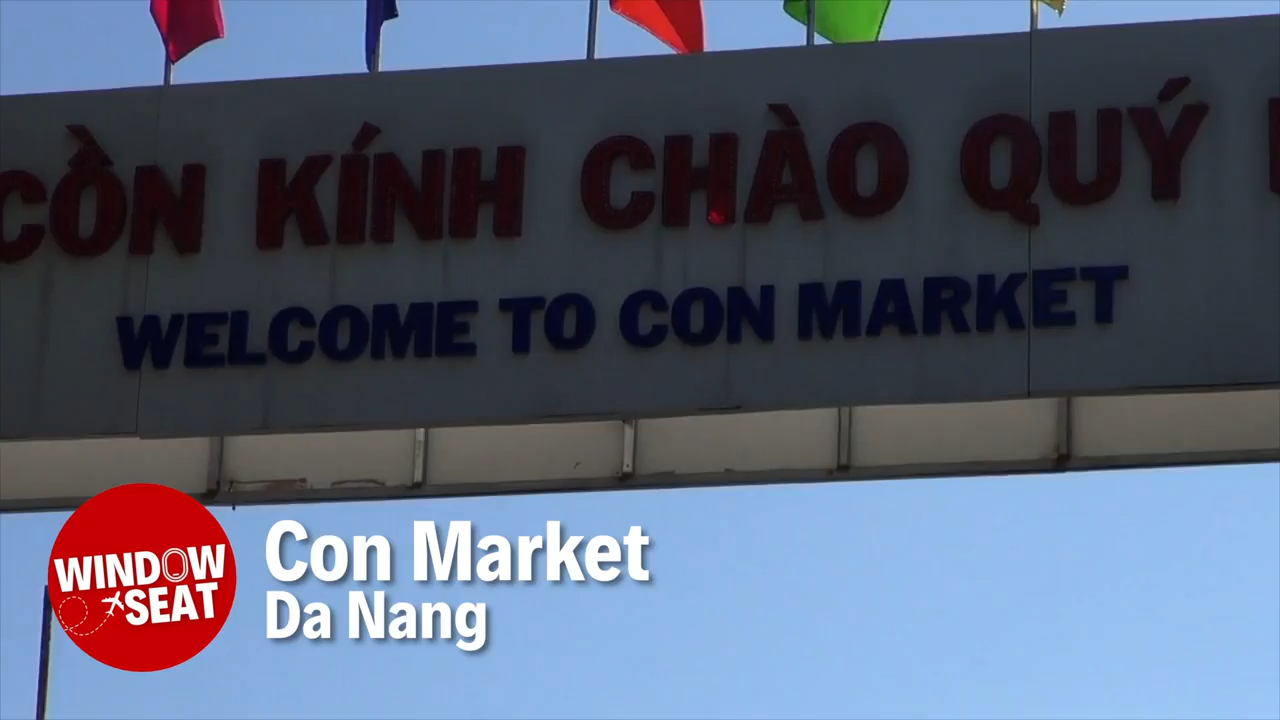 CỒN KÍNH CHÀO QUÝ
WELCOME TO CON MARKET
WINDOW
SEAT
Con Market
Da Nang